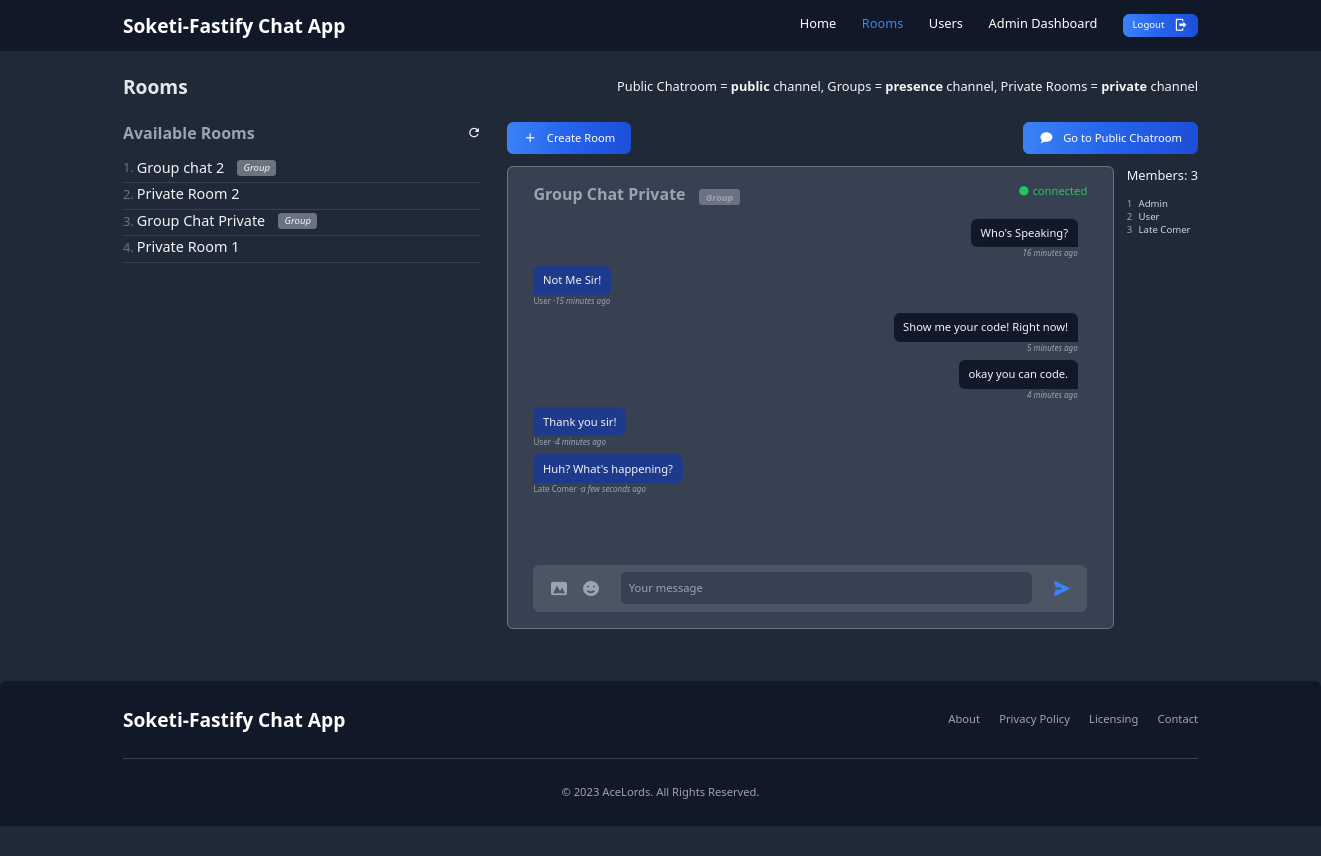 Soketi-Fastify Chat App
Home Rooms Users Admin Dashboard Logout
Rooms
Public Chatroom = public channel, Groups = presence channel, Private Rooms = private channel
Available Rooms
1. Group chat 2 Group
2. Private Room 2
3. Group Chat Private Group
4. Private Room 1
Create Room
Go to Public Chatroom
Group Chat Private Group
connected
Who's Speaking?
16 minutes ago
Not Me Sir!
User ·15 minutes ago
Show me your code! Right now!
5 minutes ago
okay you can code.
4 minutes ago
Thank you sir!
User ·4 minutes ago
Huh? What's happening?
Late Comer ·a few seconds ago
Your message
Members: 3
1 Admin
2 User
3 Late Comer
Soketi-Fastify Chat App
About Privacy Policy Licensing Contact
© 2023 AceLords. All Rights Reserved.